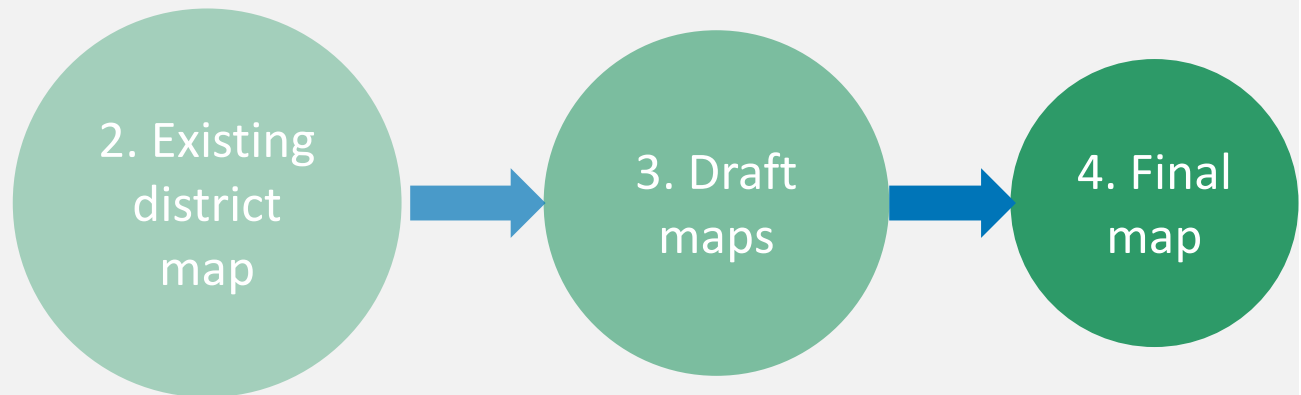 2. Existing
district
map
3. Draft
maps
4. Final
map